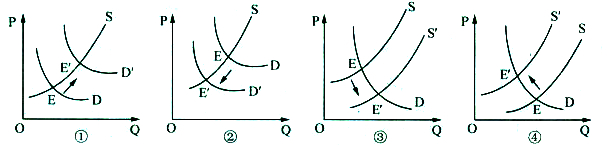 P S E' D' E D O Q ①
P S E D E' D' O Q ②
P S S' E E' D O Q ③
P S' S E' E D O Q ④